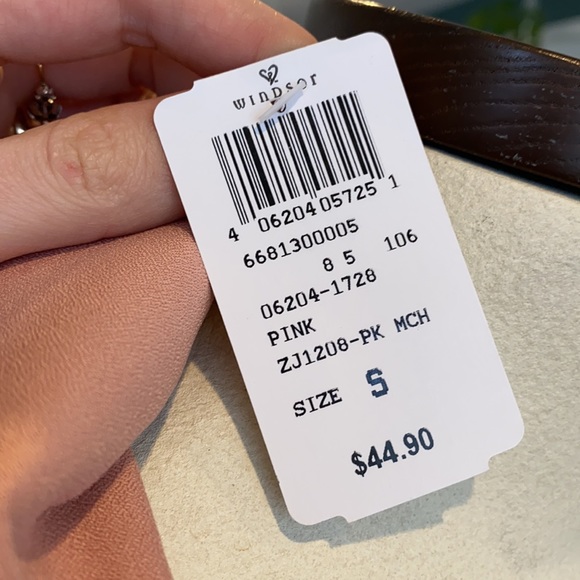 windsor
4 06204 05725 1
6681300005
8 5 106
06204-1728
PINK
ZJ1208-PK MCH
SIZE S
$44.90